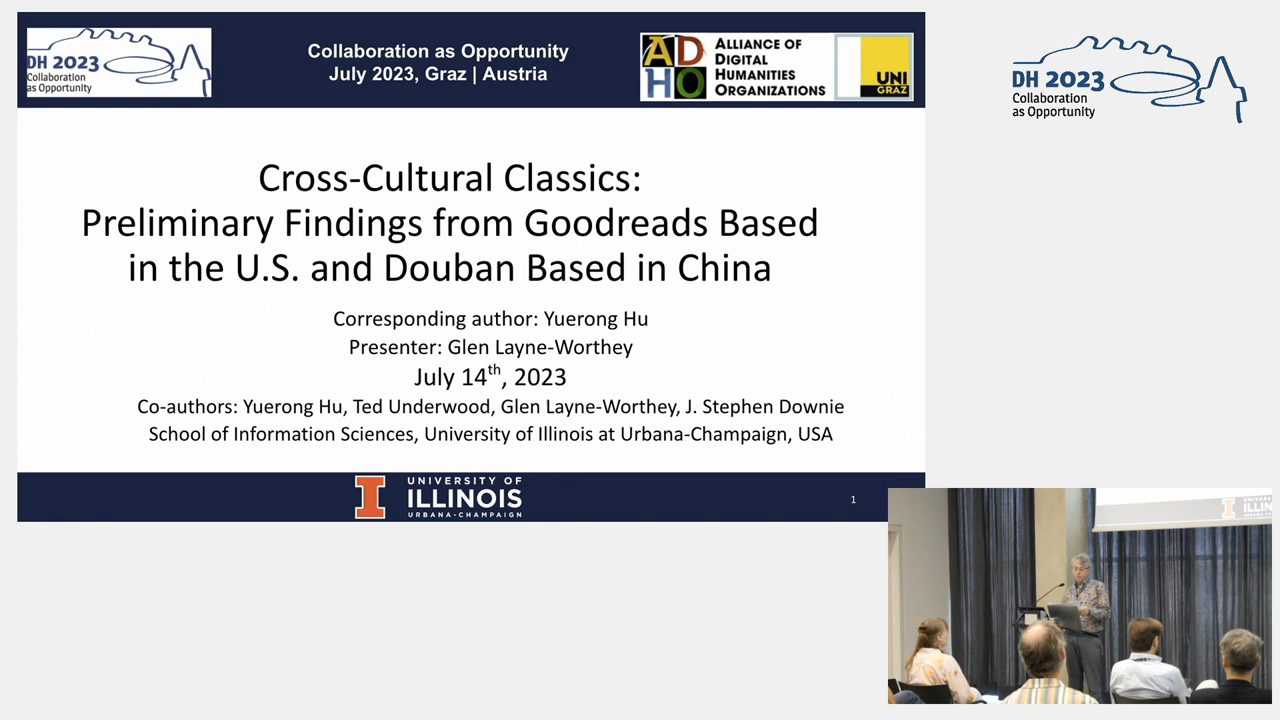 DH 2023
Collaboration
as Opportunity
Collaboration as Opportunity
July 2023, Graz | Austria
ADHO
ALLIANCE OF
DIGITAL
HUMANITIES
ORGANIZATIONS
UNI
GRAZ
DH 2023
Collaboration
as Opportunity
Cross-Cultural Classics:
Preliminary Findings from Goodreads Based
in the U.S. and Douban Based in China
Corresponding author: Yuerong Hu
Presenter: Glen Layne-Worthey
July 14th, 2023
Co-authors: Yuerong Hu, Ted Underwood, Glen Layne-Worthey, J. Stephen Downie
School of Information Sciences, University of Illinois at Urbana-Champaign, USA
I
UNIVERSITY OF
ILLINOIS
URBANA-CHAMPAIGN
1